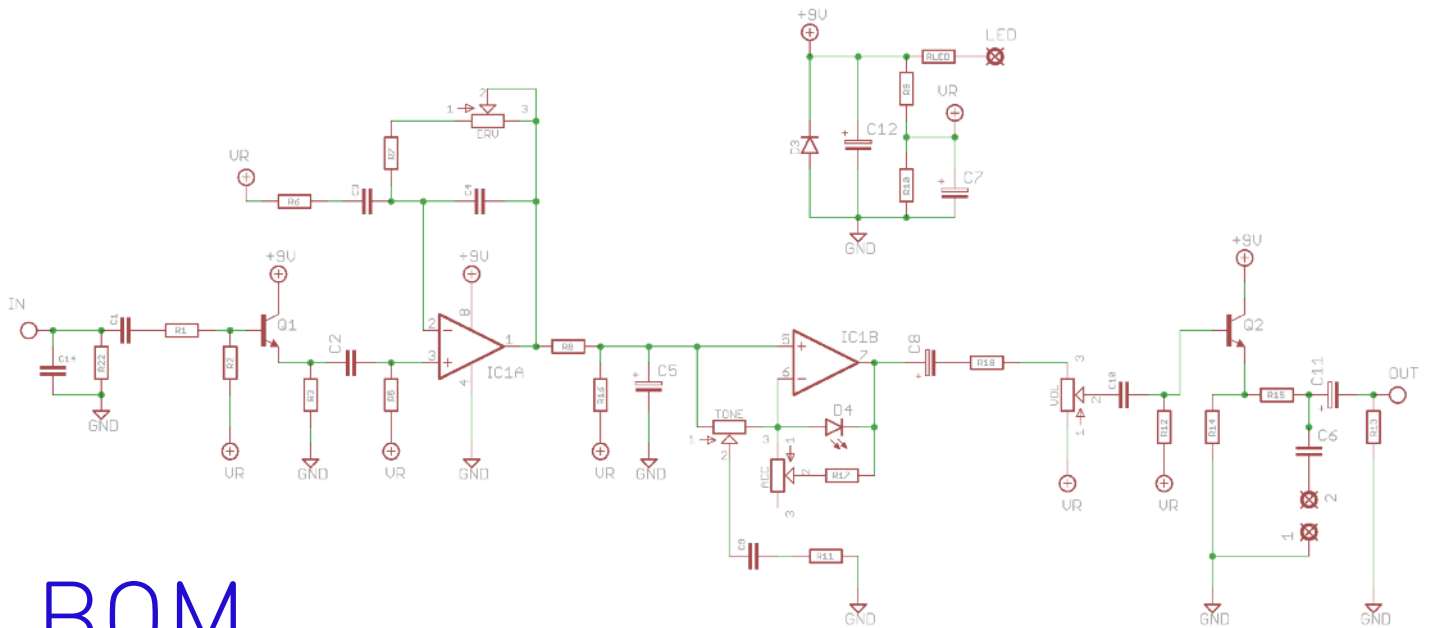 +9V
LED
RLED
R9
VR
C12
D3
R10
C7
GND
1
2
3
DRV
R7
VR
R6
C3
C4
+9V
+9V
IN
C1
R1
Q1
C14
R22
R2
C2
R3
R8
2
3
8
4
1
IC1A
GND
VR
GND
VR
GND
R8
R16
C5
VR
GND
5
6
7
IC1B
TONE
1
2
3
D4
1
2
3
R17
C9
R11
GND
C8
R18
3
VOL
2
1
VR
C10
R12
VR
+9V
Q2
R14
R15
C11
OUT
C6
R13
2
1
GND
GND
BOM